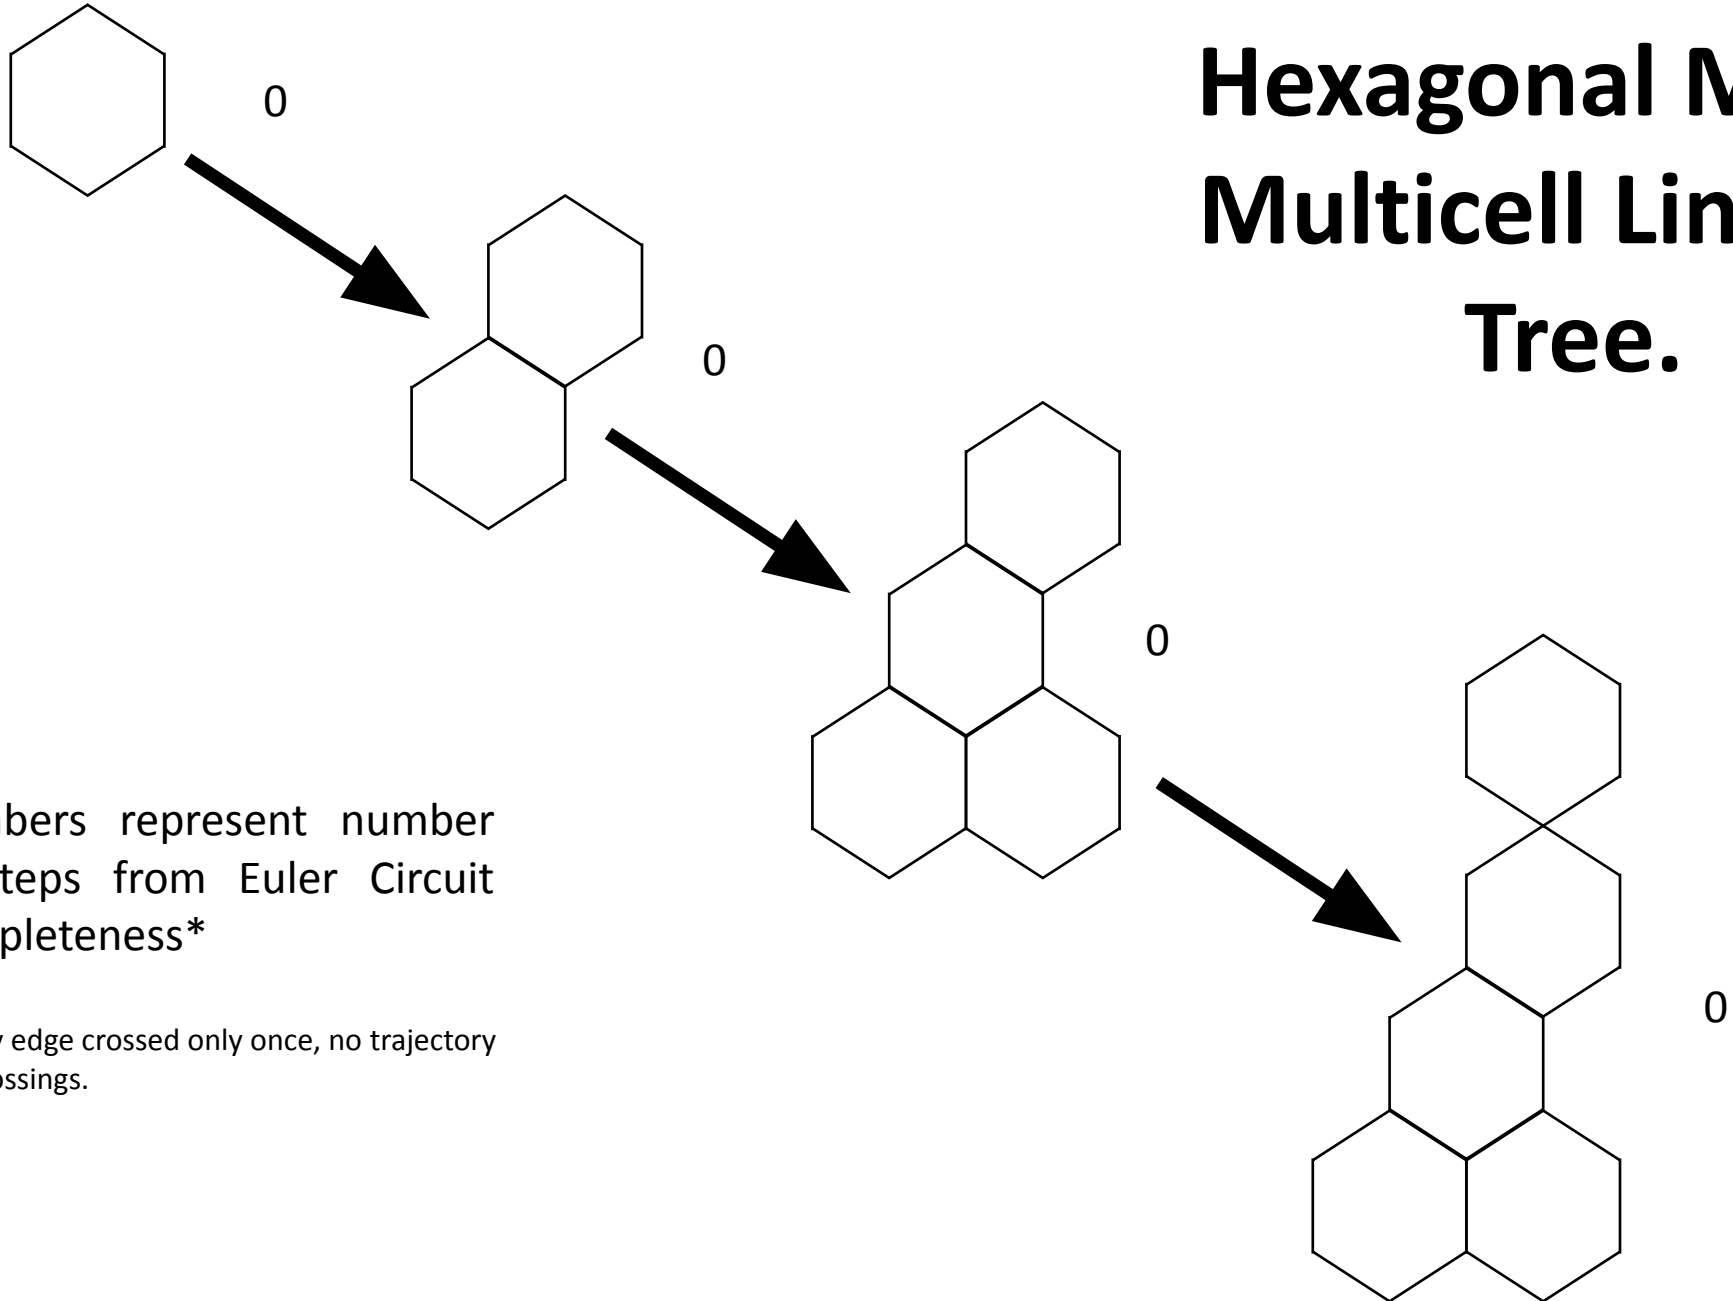 Hexagonal M
Multicell Lin
Tree.
0
0
0
0
bers represent number
teps from Euler Circuit
pleteness*
y edge crossed only once, no trajectory
ossings.